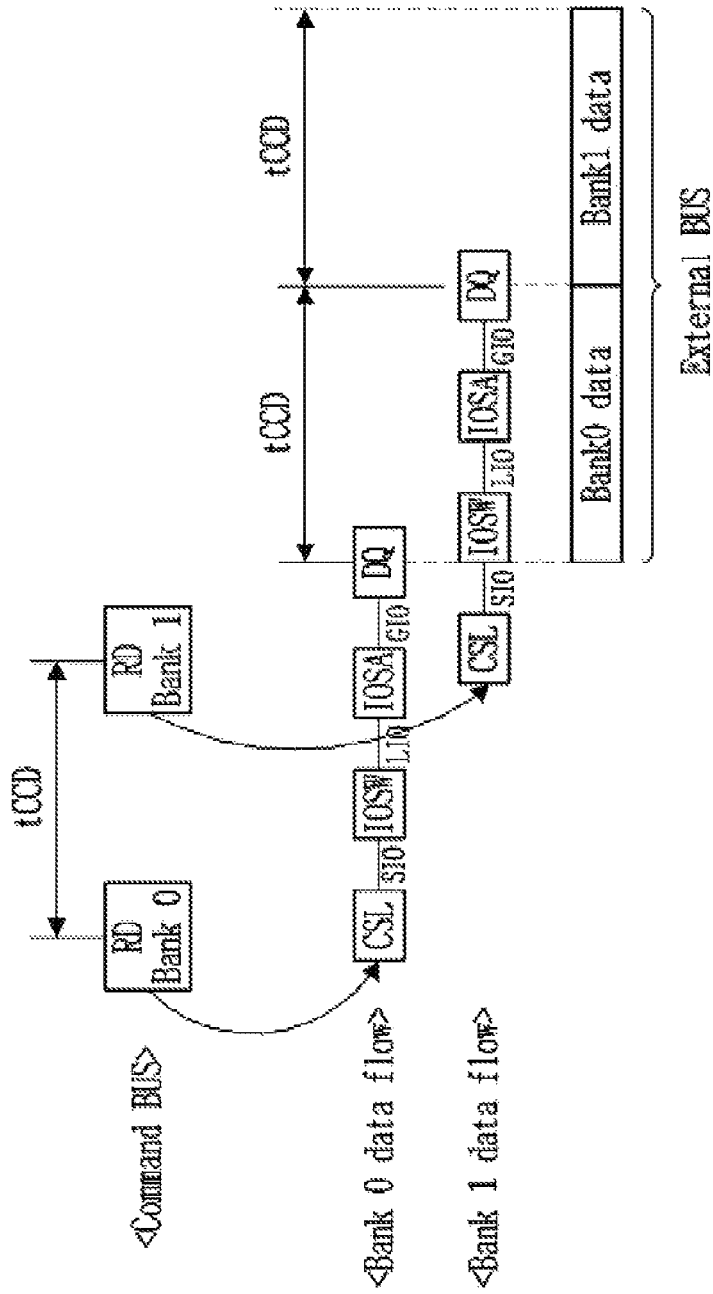 tCCD
<Command BUS>
RD
Bank 0
RD
Bank 1
tCCD
tCCD
<Bank 0 data flow>
CSL
SIO
IOSW
LIO
IOSA
GIO
DQ
<Bank 1 data flow>
CSL
SIO
IOSW
LIO
IOSA
GIO
DQ
Bank0 data
Bank1 data
External BUS